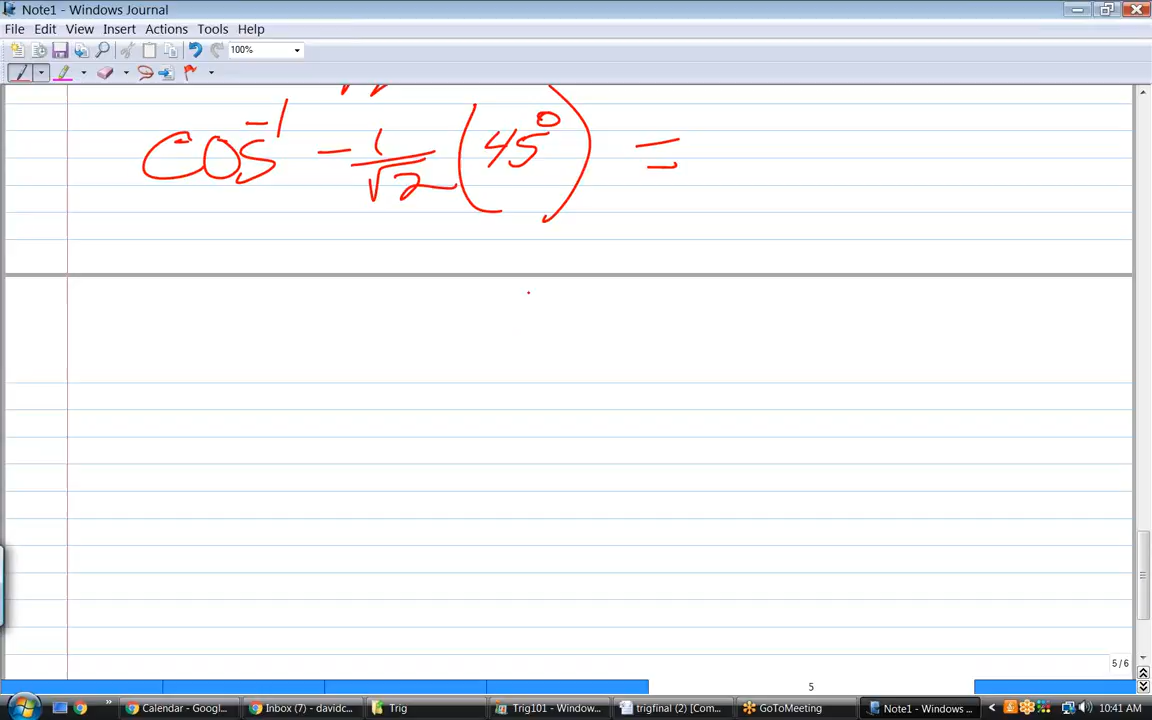 Note1 - Windows Journal
File Edit View Insert Actions Tools Help
100%
COS⁻¹ - 1/√2 (45°) =
5/6
5
Calendar - Googl... Inbox (7) - davidc... Trig Trig101 - Window... trigfinal (2) [Com... GoToMeeting Note1 - Windows ... 10:41 AM